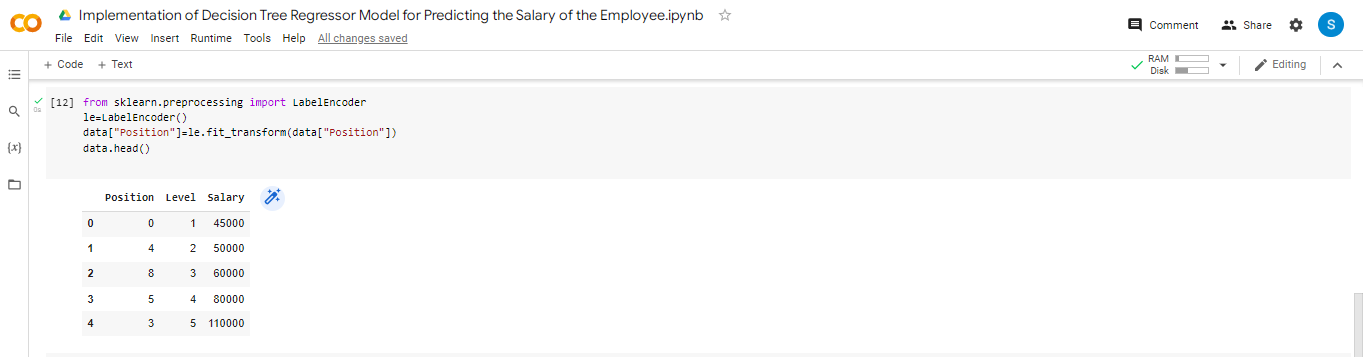 Implementation of Decision Tree Regressor Model for Predicting the Salary of the Employee.ipynb
File Edit View Insert Runtime Tools Help All changes saved
Comment Share S
+ Code + Text
RAM
Disk
Editing
[12] from sklearn.preprocessing import LabelEncoder
0s
le=LabelEncoder()
data["Position"]=le.fit_transform(data["Position"])
data.head()
{x}
Position Level Salary
0 0 1 45000
1 4 2 50000
2 8 3 60000
3 5 4 80000
4 3 5 110000